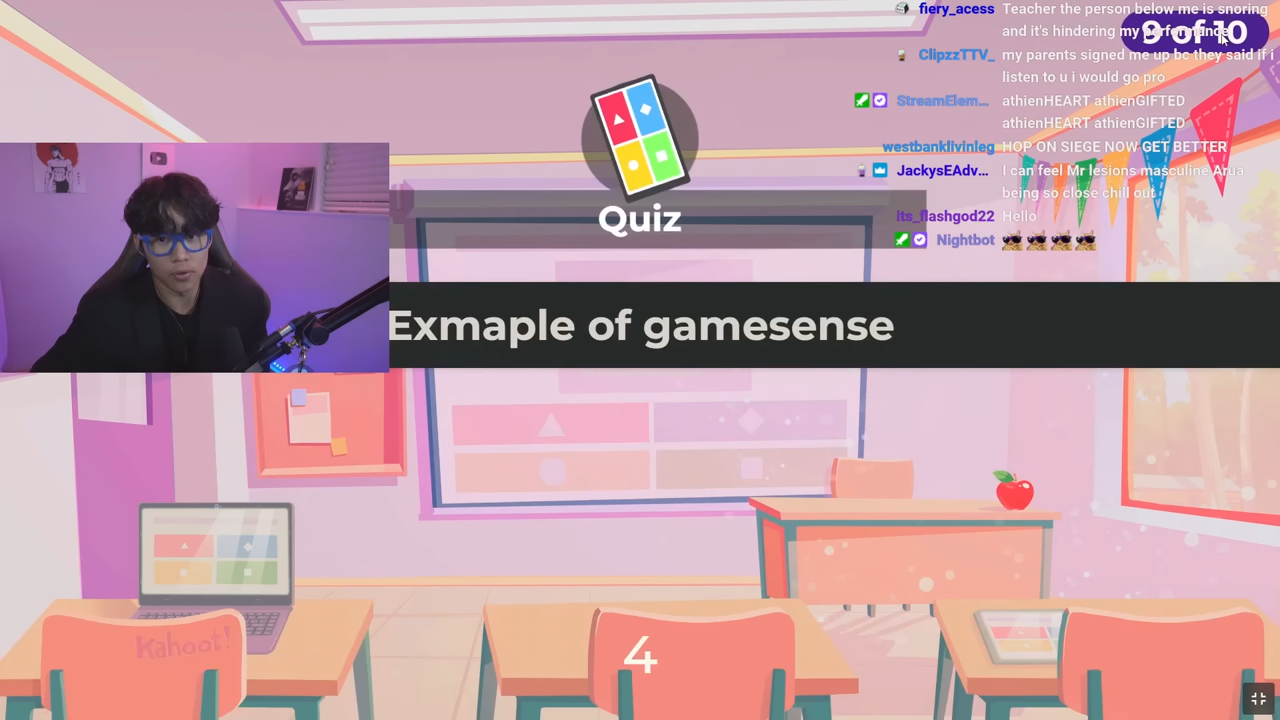 fiery_acess Teacher the person below me is snoring
and it's hindering my performance
9 of 10
ClipzzTTV_ my parents signed me up bc they said if i
listen to u i would go pro
StreamElem... athienHEART athienGIFTED
athienHEART athienGIFTED
westbanklivinleg HOP ON SIEGE NOW GET BETTER
JackysEAdv... I can feel Mr lesions masculine Arua
being so close chill out
its_flashgod22 Hello
Nightbot
Quiz
Exmaple of gamesense
Kahoot!
4